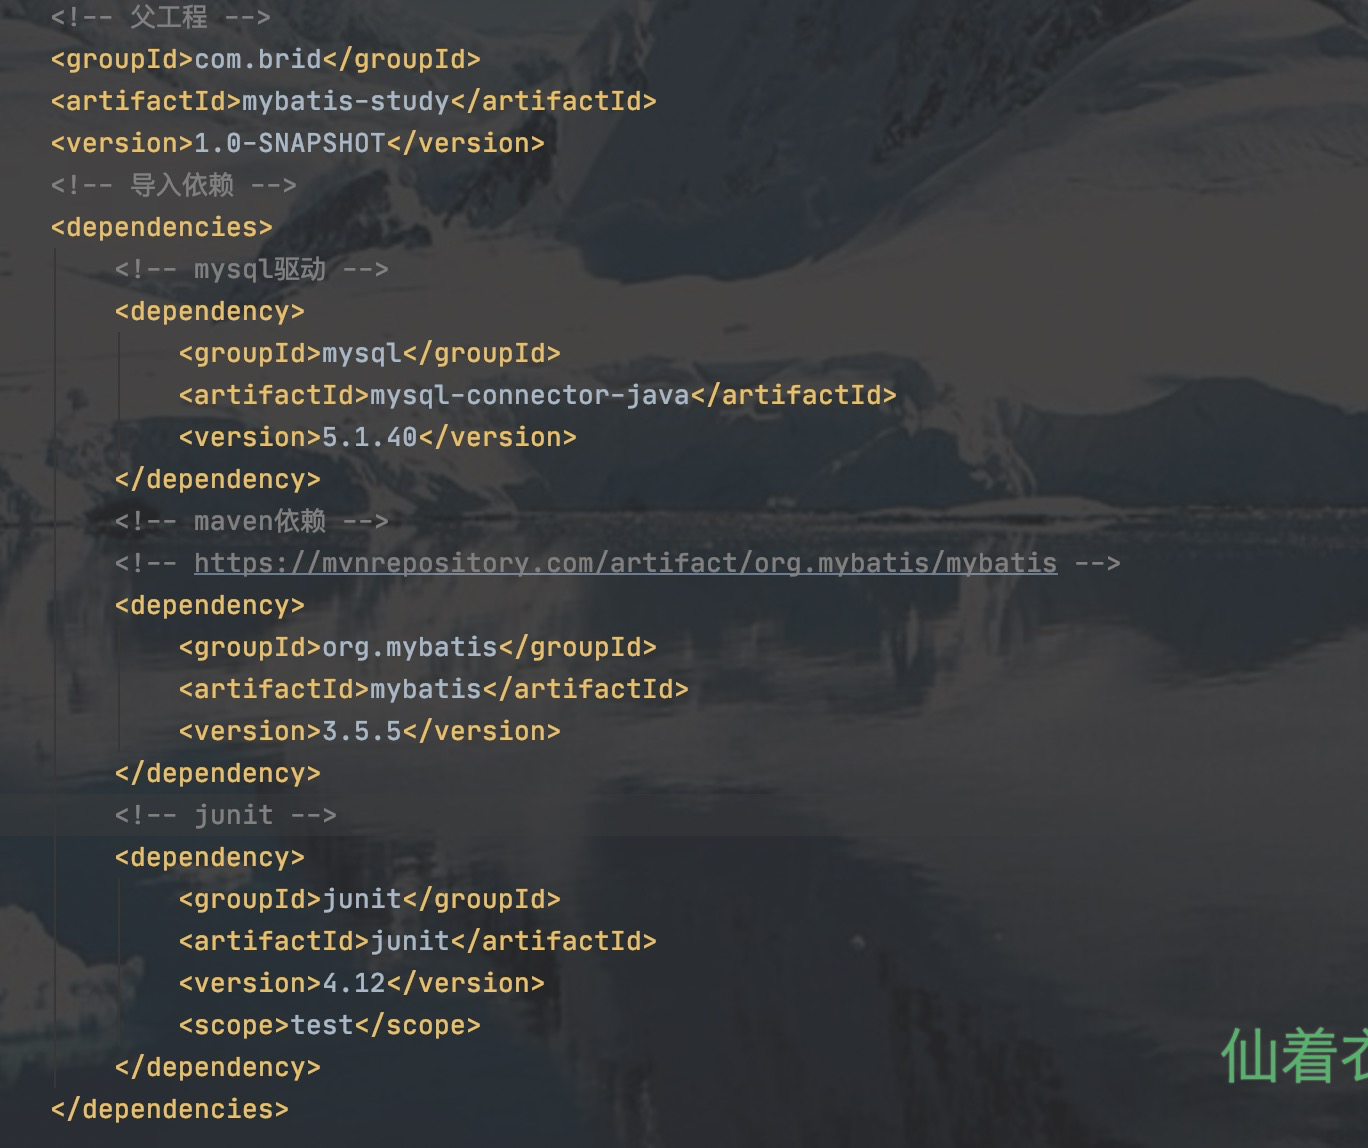 <!-- 父工程 -->
<groupId>com.brid</groupId>
<artifactId>mybatis-study</artifactId>
<version>1.0-SNAPSHOT</version>
<!-- 导入依赖 -->
<dependencies>
<!-- mysql驱动 -->
<dependency>
<groupId>mysql</groupId>
<artifactId>mysql-connector-java</artifactId>
<version>5.1.40</version>
</dependency>
<!-- maven依赖 -->
<!-- https://mvnrepository.com/artifact/org.mybatis/mybatis -->
<dependency>
<groupId>org.mybatis</groupId>
<artifactId>mybatis</artifactId>
<version>3.5.5</version>
</dependency>
<!-- junit -->
<dependency>
<groupId>junit</groupId>
<artifactId>junit</artifactId>
<version>4.12</version>
<scope>test</scope>
</dependency>
仙着
</dependencies>